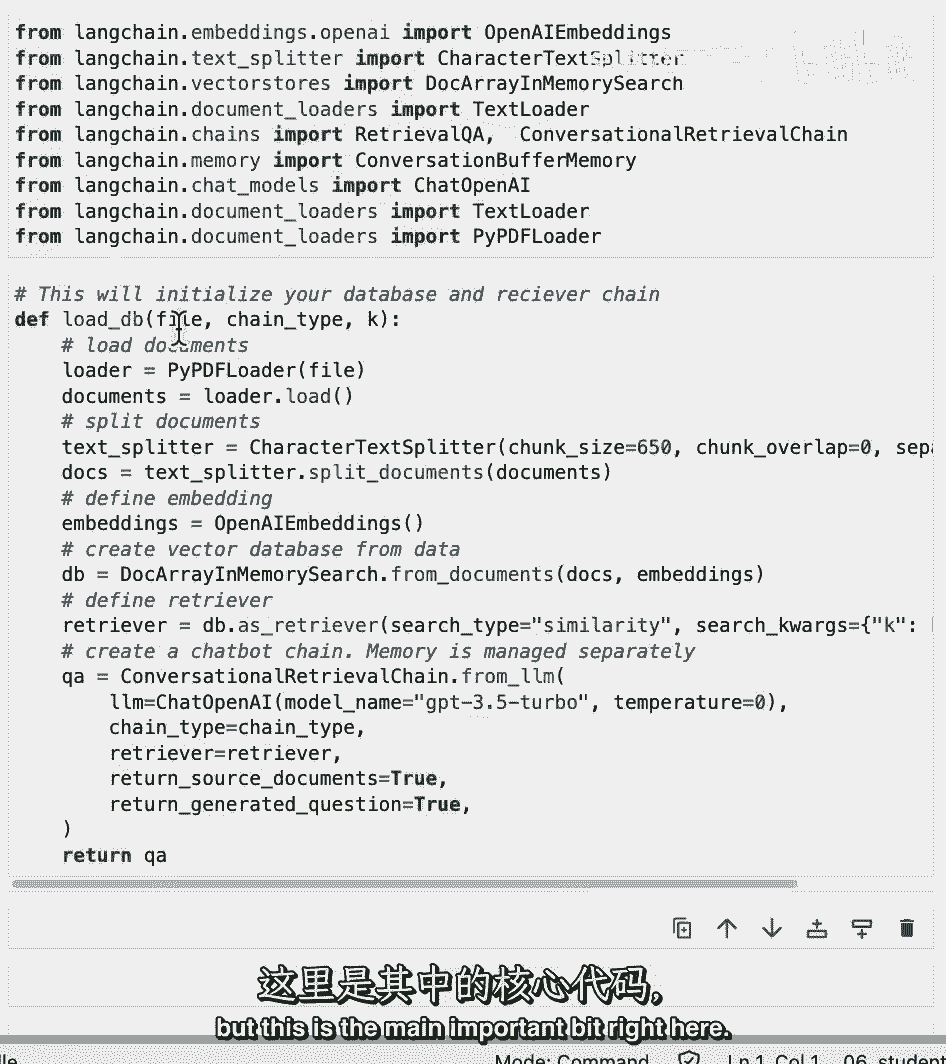 from langchain.embeddings.openai import OpenAIEmbeddings
from langchain.text_splitter import CharacterTextSplitter
from langchain.vectorstores import DocArrayInMemorySearch
from langchain.document_loaders import TextLoader
from langchain.chains import RetrievalQA,  ConversationalRetrievalChain
from langchain.memory import ConversationBufferMemory
from langchain.chat_models import ChatOpenAI
from langchain.document_loaders import TextLoader
from langchain.document_loaders import PyPDFLoader
# This will initialize your database and reciever chain
def load_db(file, chain_type, k):
    # load documents
    loader = PyPDFLoader(file)
    documents = loader.load()
    # split documents
    text_splitter = CharacterTextSplitter(chunk_size=650, chunk_overlap=0, sepa
    docs = text_splitter.split_documents(documents)
    # define embedding
    embeddings = OpenAIEmbeddings()
    # create vector database from data
    db = DocArrayInMemorySearch.from_documents(docs, embeddings)
    # define retriever
    retriever = db.as_retriever(search_type="similarity", search_kwargs={"k":
    # create a chatbot chain. Memory is managed separately
    qa = ConversationalRetrievalChain.from_llm(
        llm=ChatOpenAI(model_name="gpt-3.5-turbo", temperature=0),
        chain_type=chain_type,
        retriever=retriever,
        return_source_documents=True,
        return_generated_question=True,
    )
    return qa
这里是其中的核心代码,
but this is the main important bit right here.
Mode: Command Ln 1, Col 1 06_student